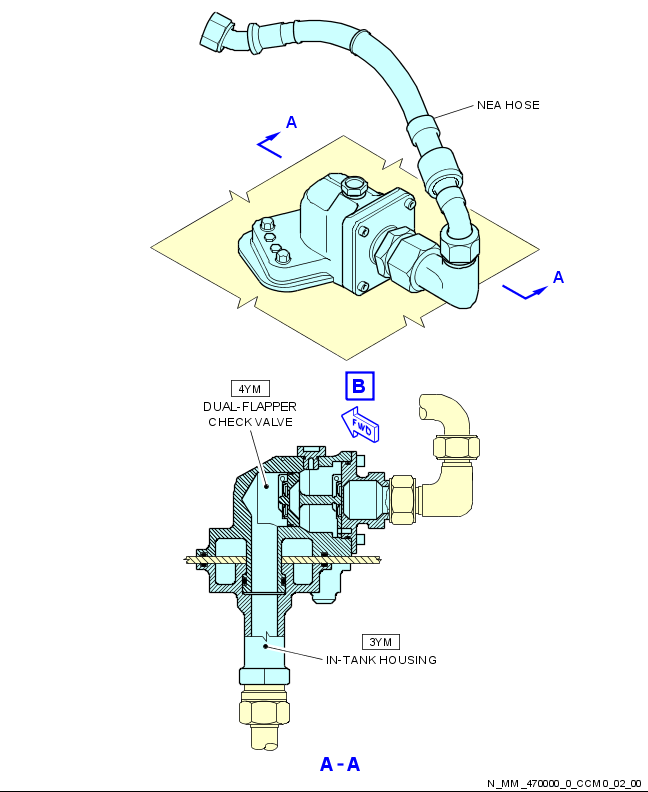 NEA HOSE
A
A
B
4YM
DUAL-FLAPPER
CHECK VALVE
FWD
3YM
IN-TANK HOUSING
A-A
N_MM_470000_0_CCM0_02_00